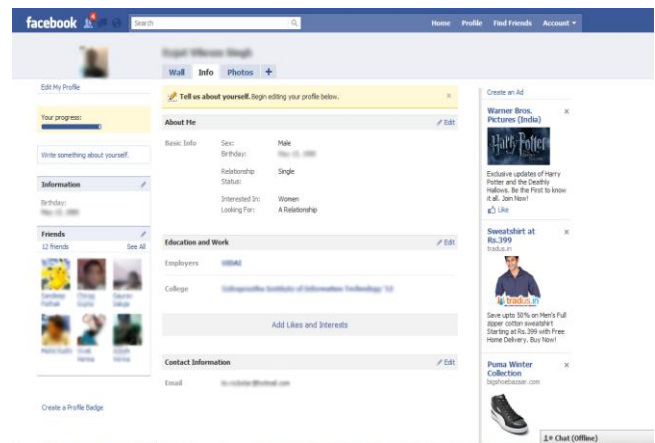 facebook
4
Search
Home Profile Find Friends Account
Wall Info Photos +
Edit My Profile
Your progress:
Write something about yourself.
Information
Birthday:
Friends
12 friends See All
Create a Profile Badge
Tell us about yourself. Begin editing your profile below. ×
About Me Edit
Basic Info Sex: Male
Birthday:
Relationship Single
Status:
Interested In: Women
Looking For: A Relationship
Education and Work Edit
Employers
College
Add Likes and Interests
Contact Information Edit
Email
Create an Ad
Warner Bros. ×
Pictures (India)
Harry Potter
Exclusive updates of Harry
Potter and the Deathly
Hallows. Be the First to know
it all. Join Now!
Like
Sweatshirt at ×
Rs.399
tradus.in
tradus.in
Save upto 50% on Men's Full
zipper cotton sweatshirt
Starting at Rs. 399 with Free
Home Delivery. Buy Now!
Puma Winter ×
Collection
bigshoebazaar.com
Chat (Offline)